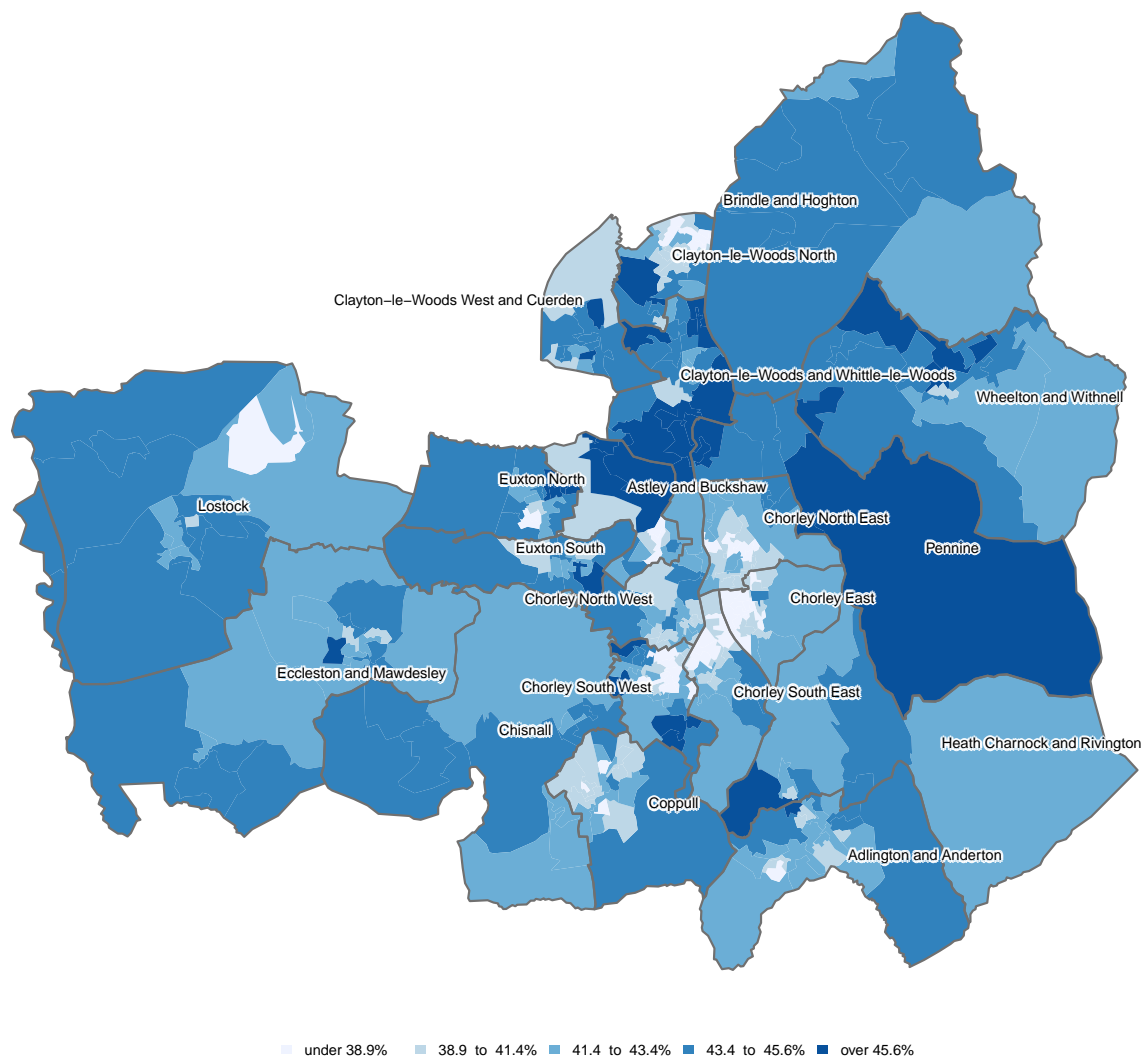 Brindle and Hoghton
Clayton−le−Woods North
Clayton−le−Woods West and Cuerden
Clayton−le−Woods and Whittle−le−Woods
Wheelton and Withnell
Euxton North
Astley and Buckshaw
Lostock
Chorley North East
Euxton South
Pennine
Chorley North West
Chorley East
Eccleston and Mawdesley
Chorley South West
Chorley South East
Chisnall
Heath Charnock and Rivington
Coppull
Adlington and Anderton
under 38.9% 38.9 to 41.4% 41.4 to 43.4% 43.4 to 45.6% over 45.6%